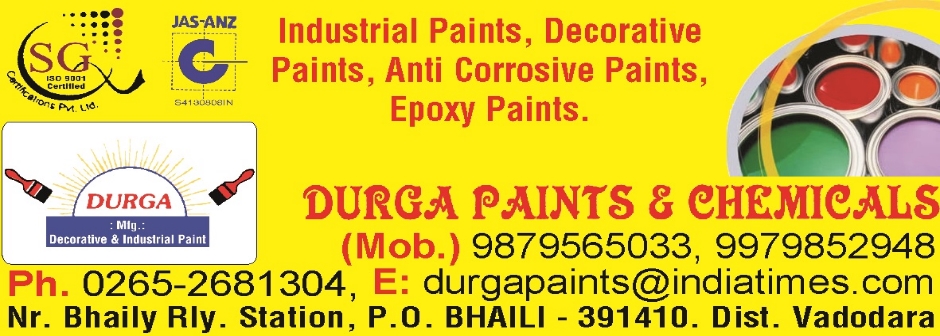 SG
ISO 9001
Certified
Certifications Pvt. Ltd.
JAS-ANZ
C
S4180808IN
Industrial Paints, Decorative
Paints, Anti Corrosive Paints,
Epoxy Paints.
DURGA
: Mfg.:
Decorative & Industrial Paint
DURGA PAINTS & CHEMICALS
(Mob.) 9879565033, 9979852948
Ph. 0265-2681304, E: durgapaints@indiatimes.com
Nr. Bhaily Rly. Station, P.O. BHAILI - 391410. Dist. Vadodara